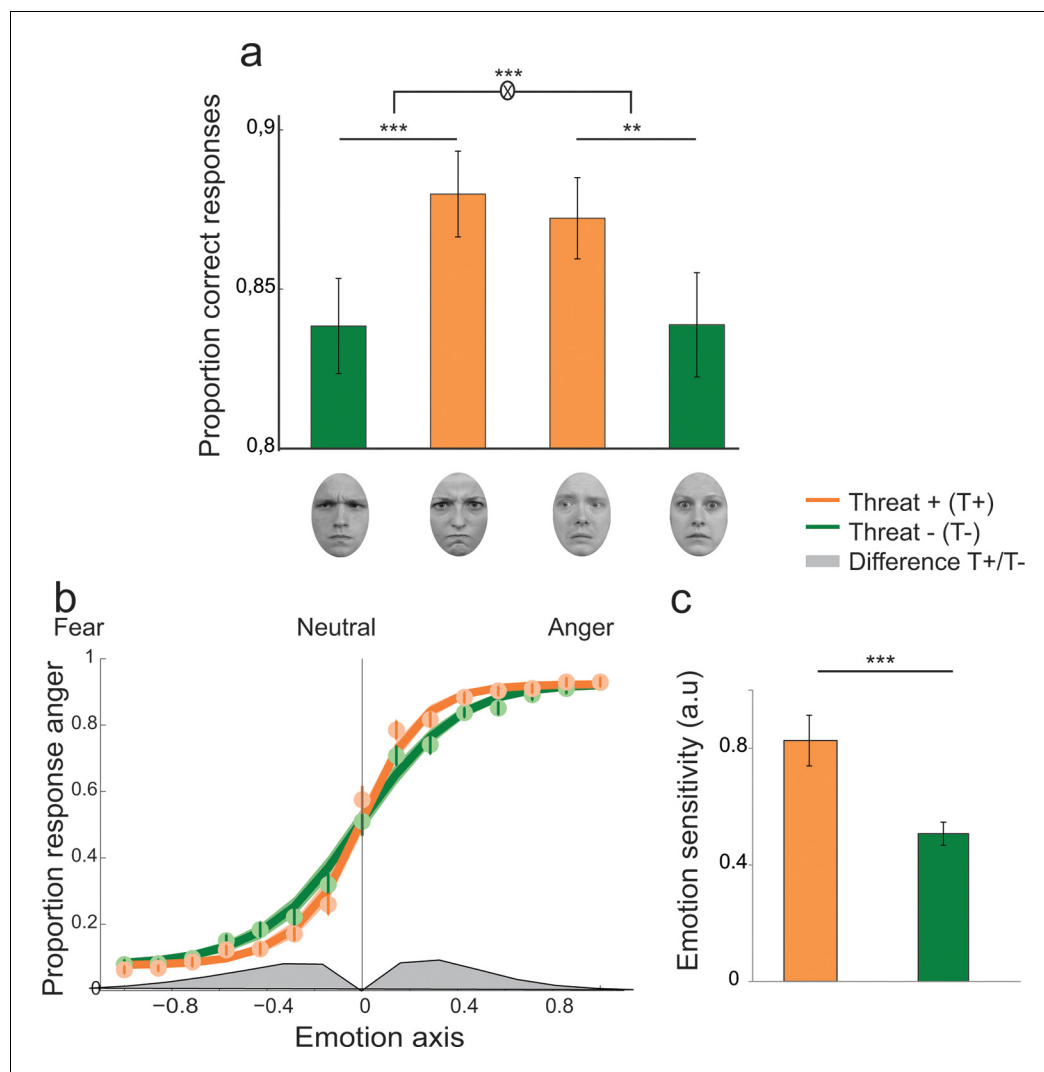 a
***
***
**
0,9
0,85
0,8
Proportion correct responses
Threat + (T+)
Threat - (T-)
Difference T+/T-
b
Fear
Neutral
Anger
1
0.8
0.6
0.4
0.2
0
Proportion response anger
−0.8
−0.4
0
0.4
0.8
Emotion axis
c
***
0.8
0.4
0
Emotion sensitivity (a.u)